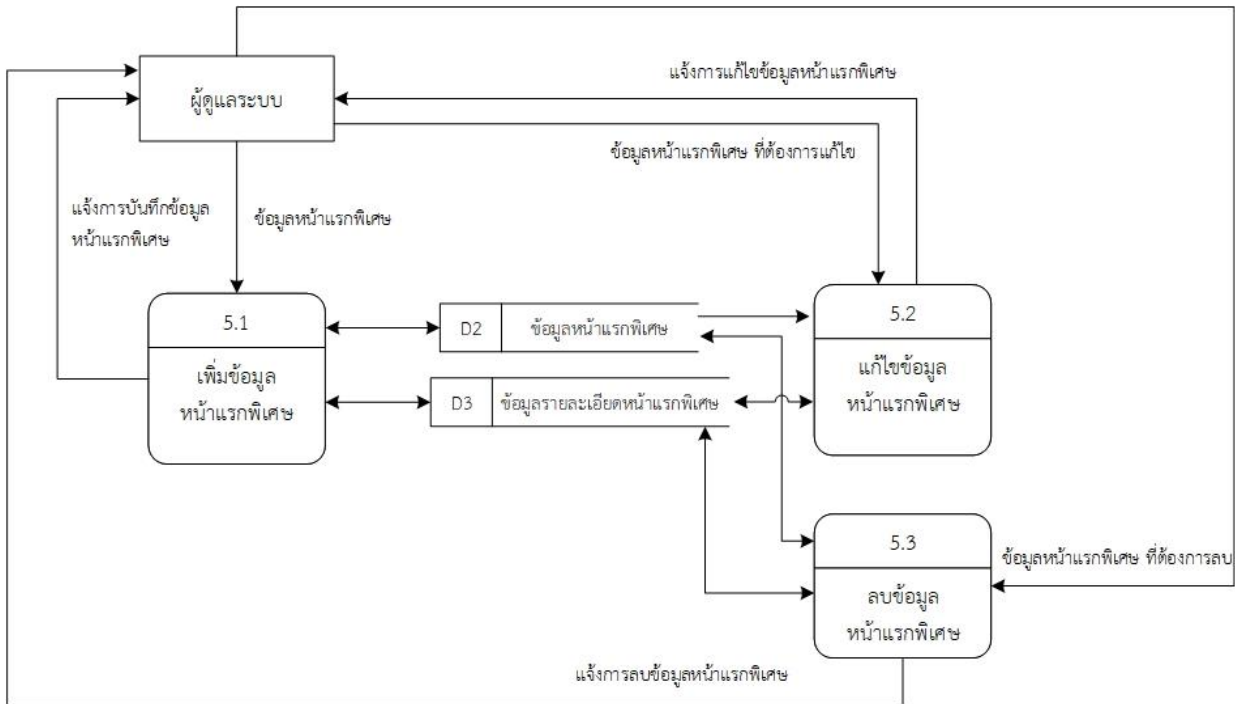 แจ้งการแก้ไขข้อมูลหน้าแรกพิเศษ
ผู้ดูแลระบบ
ข้อมูลหน้าแรกพิเศษ ที่ต้องการแก้ไข
แจ้งการบันทึกข้อมูล
หน้าแรกพิเศษ
ข้อมูลหน้าแรกพิเศษ
5.1
เพิ่มข้อมูล
หน้าแรกพิเศษ
D2 ข้อมูลหน้าแรกพิเศษ
D3 ข้อมูลรายละเอียดหน้าแรกพิเศษ
5.2
แก้ไขข้อมูล
หน้าแรกพิเศษ
5.3
ลบข้อมูล
หน้าแรกพิเศษ
ข้อมูลหน้าแรกพิเศษ ที่ต้องการลบ
แจ้งการลบข้อมูลหน้าแรกพิเศษ